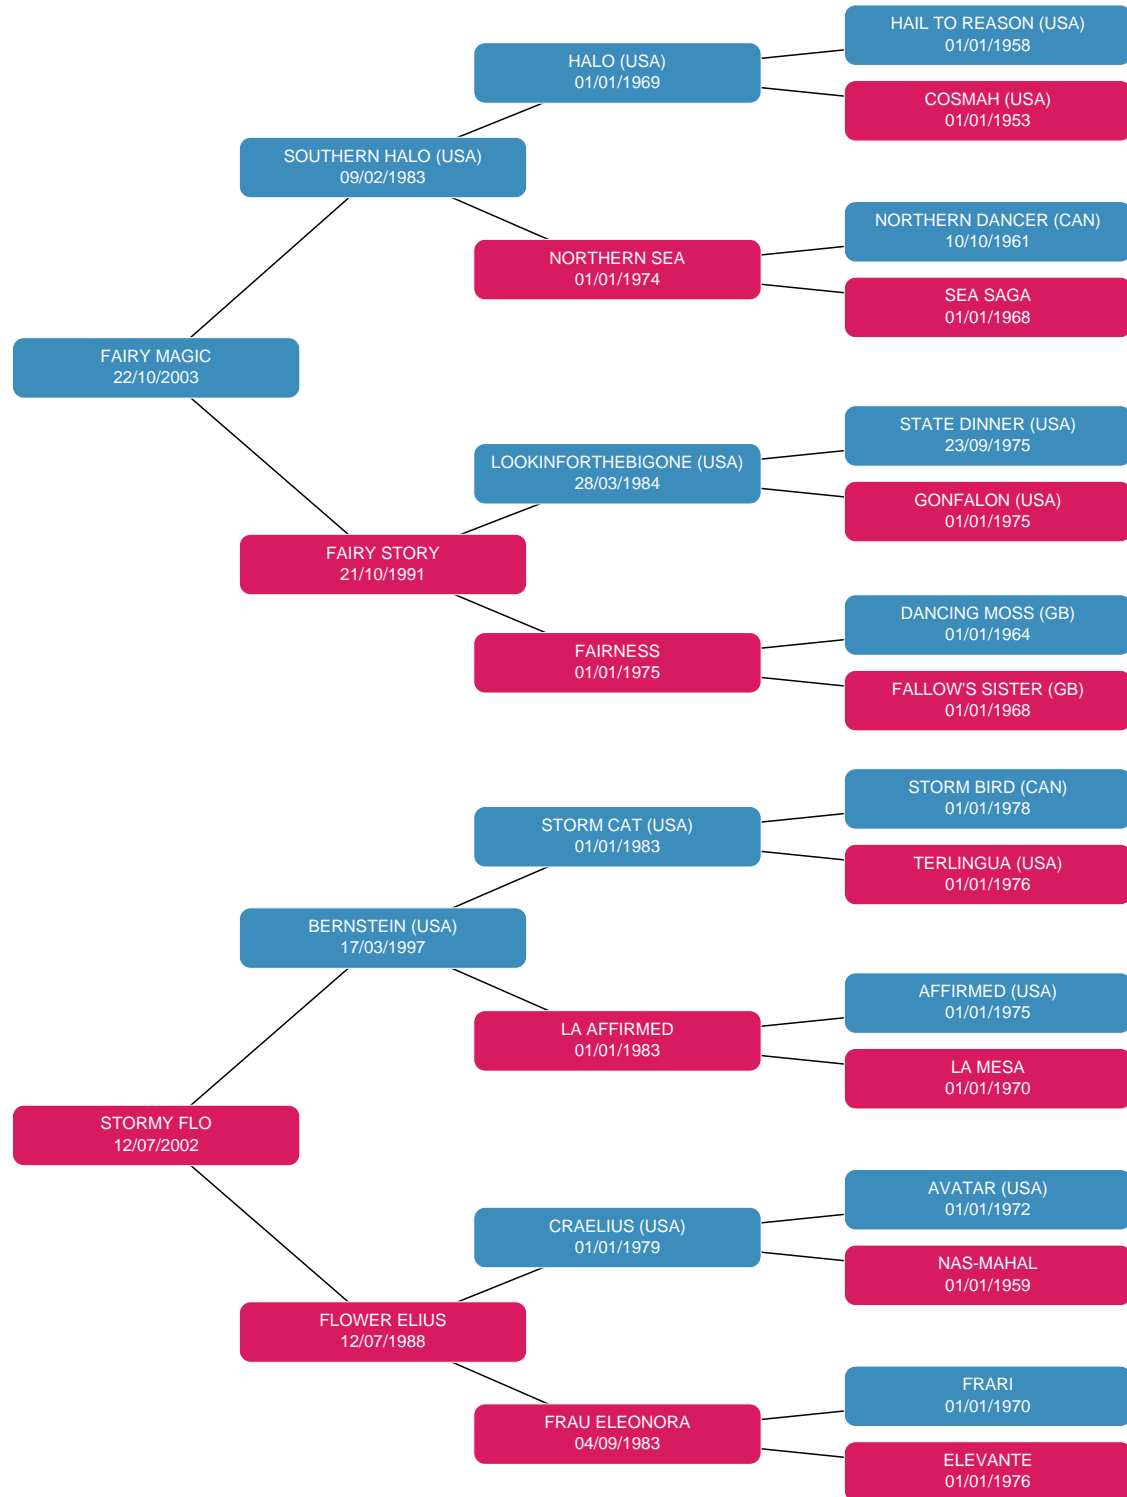 HAIL TO REASON (USA)
01/01/1958
HALO (USA)
01/01/1969
COSMAH (USA)
01/01/1953
SOUTHERN HALO (USA)
09/02/1983
NORTHERN DANCER (CAN)
10/10/1961
NORTHERN SEA
01/01/1974
SEA SAGA
01/01/1968
FAIRY MAGIC
22/10/2003
STATE DINNER (USA)
23/09/1975
LOOKINFORTHEBIGONE (USA)
28/03/1984
GONFALON (USA)
01/01/1975
FAIRY STORY
21/10/1991
DANCING MOSS (GB)
01/01/1964
FAIRNESS
01/01/1975
FALLOW'S SISTER (GB)
01/01/1968
STORM BIRD (CAN)
01/01/1978
STORM CAT (USA)
01/01/1983
TERLINGUA (USA)
01/01/1976
BERNSTEIN (USA)
17/03/1997
AFFIRMED (USA)
01/01/1975
LA AFFIRMED
01/01/1983
LA MESA
01/01/1970
STORMY FLO
12/07/2002
AVATAR (USA)
01/01/1972
CRAELIUS (USA)
01/01/1979
NAS-MAHAL
01/01/1959
FLOWER ELIUS
12/07/1988
FRARI
01/01/1970
FRAU ELEONORA
04/09/1983
ELEVANTE
01/01/1976